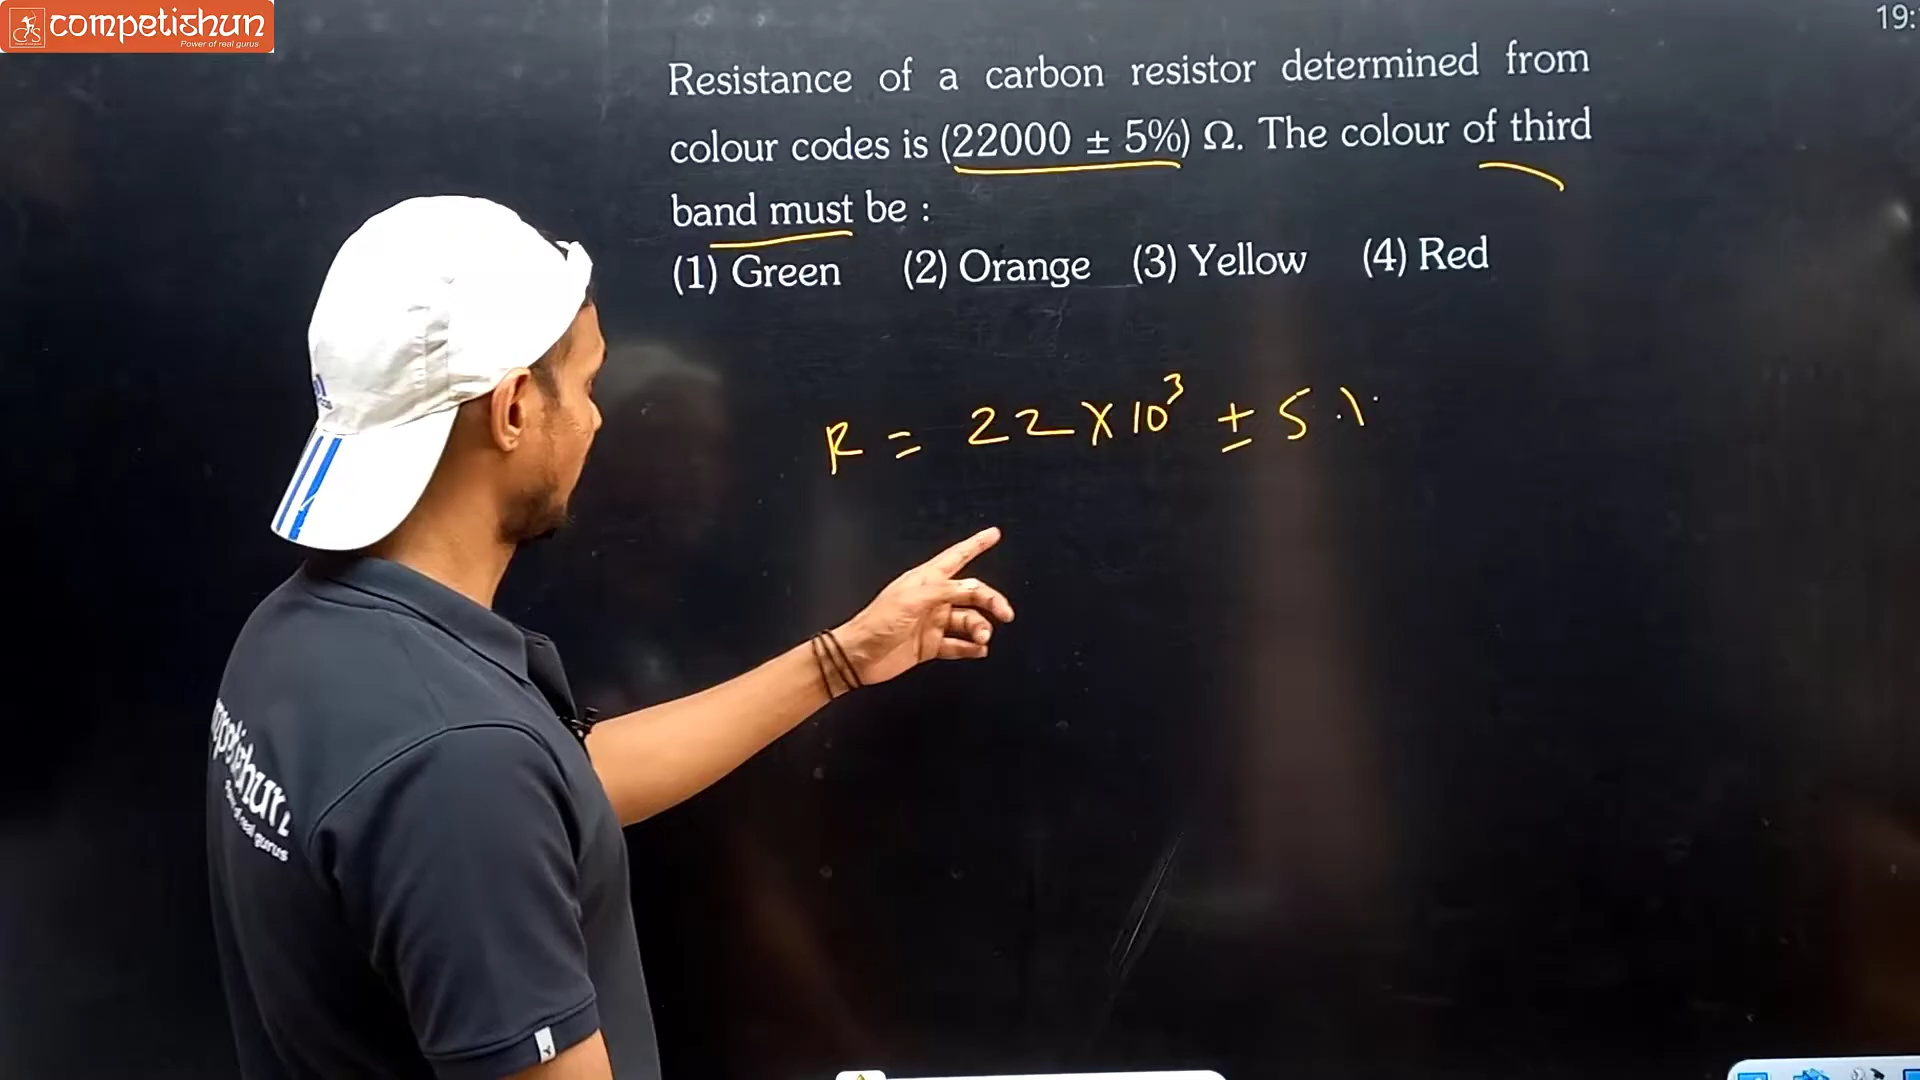 competishun
Power of real gurus
19:
Resistance of a carbon resistor determined from
colour codes is (22000 ± 5%) Ω. The colour of third
band must be :
(1) Green (2) Orange (3) Yellow (4) Red
R = 22 × 10³ ± 5 %